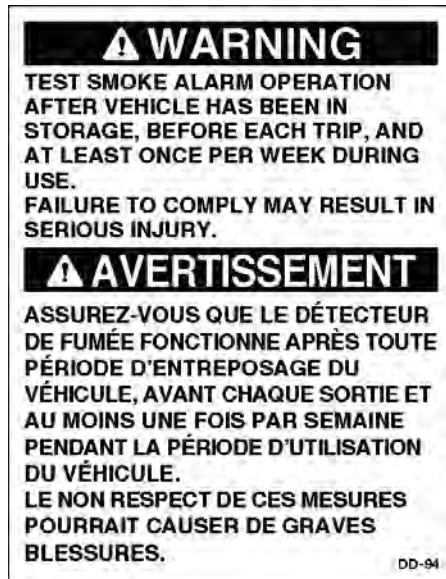 WARNING
TEST SMOKE ALARM OPERATION
AFTER VEHICLE HAS BEEN IN
STORAGE, BEFORE EACH TRIP, AND
AT LEAST ONCE PER WEEK DURING
USE.
FAILURE TO COMPLY MAY RESULT IN
SERIOUS INJURY.
AVERTISSEMENT
ASSUREZ-VOUS QUE LE DÉTECTEUR
DE FUMÉE FONCTIONNE APRÈS TOUTE
PÉRIODE D'ENTREPOSAGE DU
VÉHICULE, AVANT CHAQUE SORTIE ET
AU MOINS UNE FOIS PAR SEMAINE
PENDANT LA PÉRIODE D'UTILISATION
DU VÉHICULE.
LE NON RESPECT DE CES MESURES
POURRAIT CAUSER DE GRAVES
BLESSURES.
DD-94